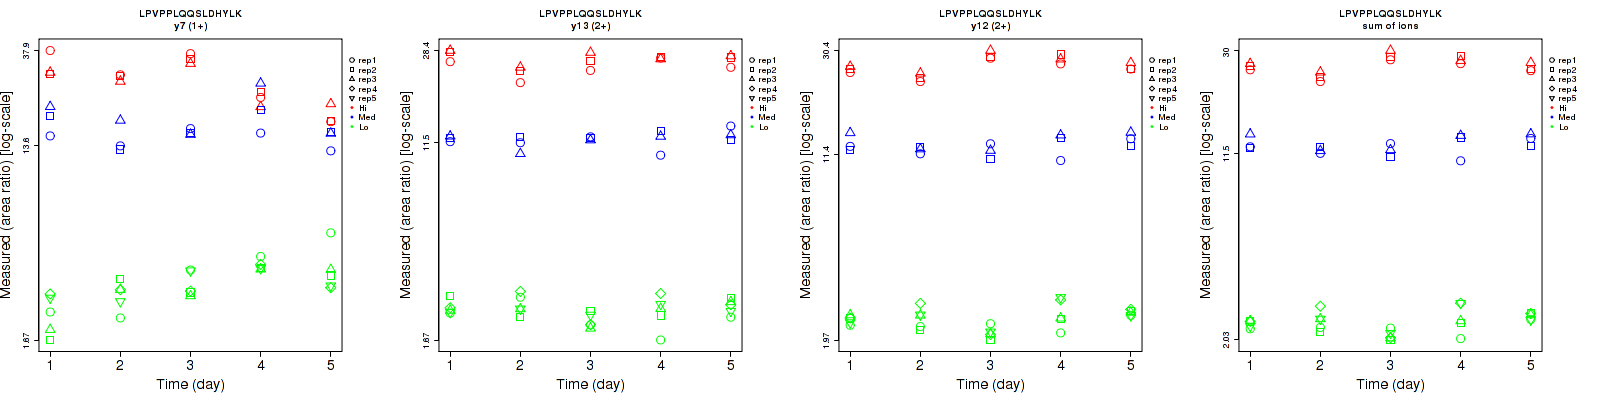 LPVPPLQQSLDHYLK
y7 (1+)
Measured (area ratio) [log-scale]
37.9
13.6
1.67
1 2 3 4 5
Time (day)
rep1
rep2
rep3
rep4
rep5
Hi
Med
Lo
LPVPPLQQSLDHYLK
y13 (2+)
Measured (area ratio) [log-scale]
28.4
11.5
1.67
1 2 3 4 5
Time (day)
rep1
rep2
rep3
rep4
rep5
Hi
Med
Lo
LPVPPLQQSLDHYLK
y12 (2+)
Measured (area ratio) [log-scale]
30.4
11.4
1.97
1 2 3 4 5
Time (day)
rep1
rep2
rep3
rep4
rep5
Hi
Med
Lo
LPVPPLQQSLDHYLK
sum of ions
Measured (area ratio) [log-scale]
30
11.5
2.03
1 2 3 4 5
Time (day)
rep1
rep2
rep3
rep4
rep5
Hi
Med
Lo